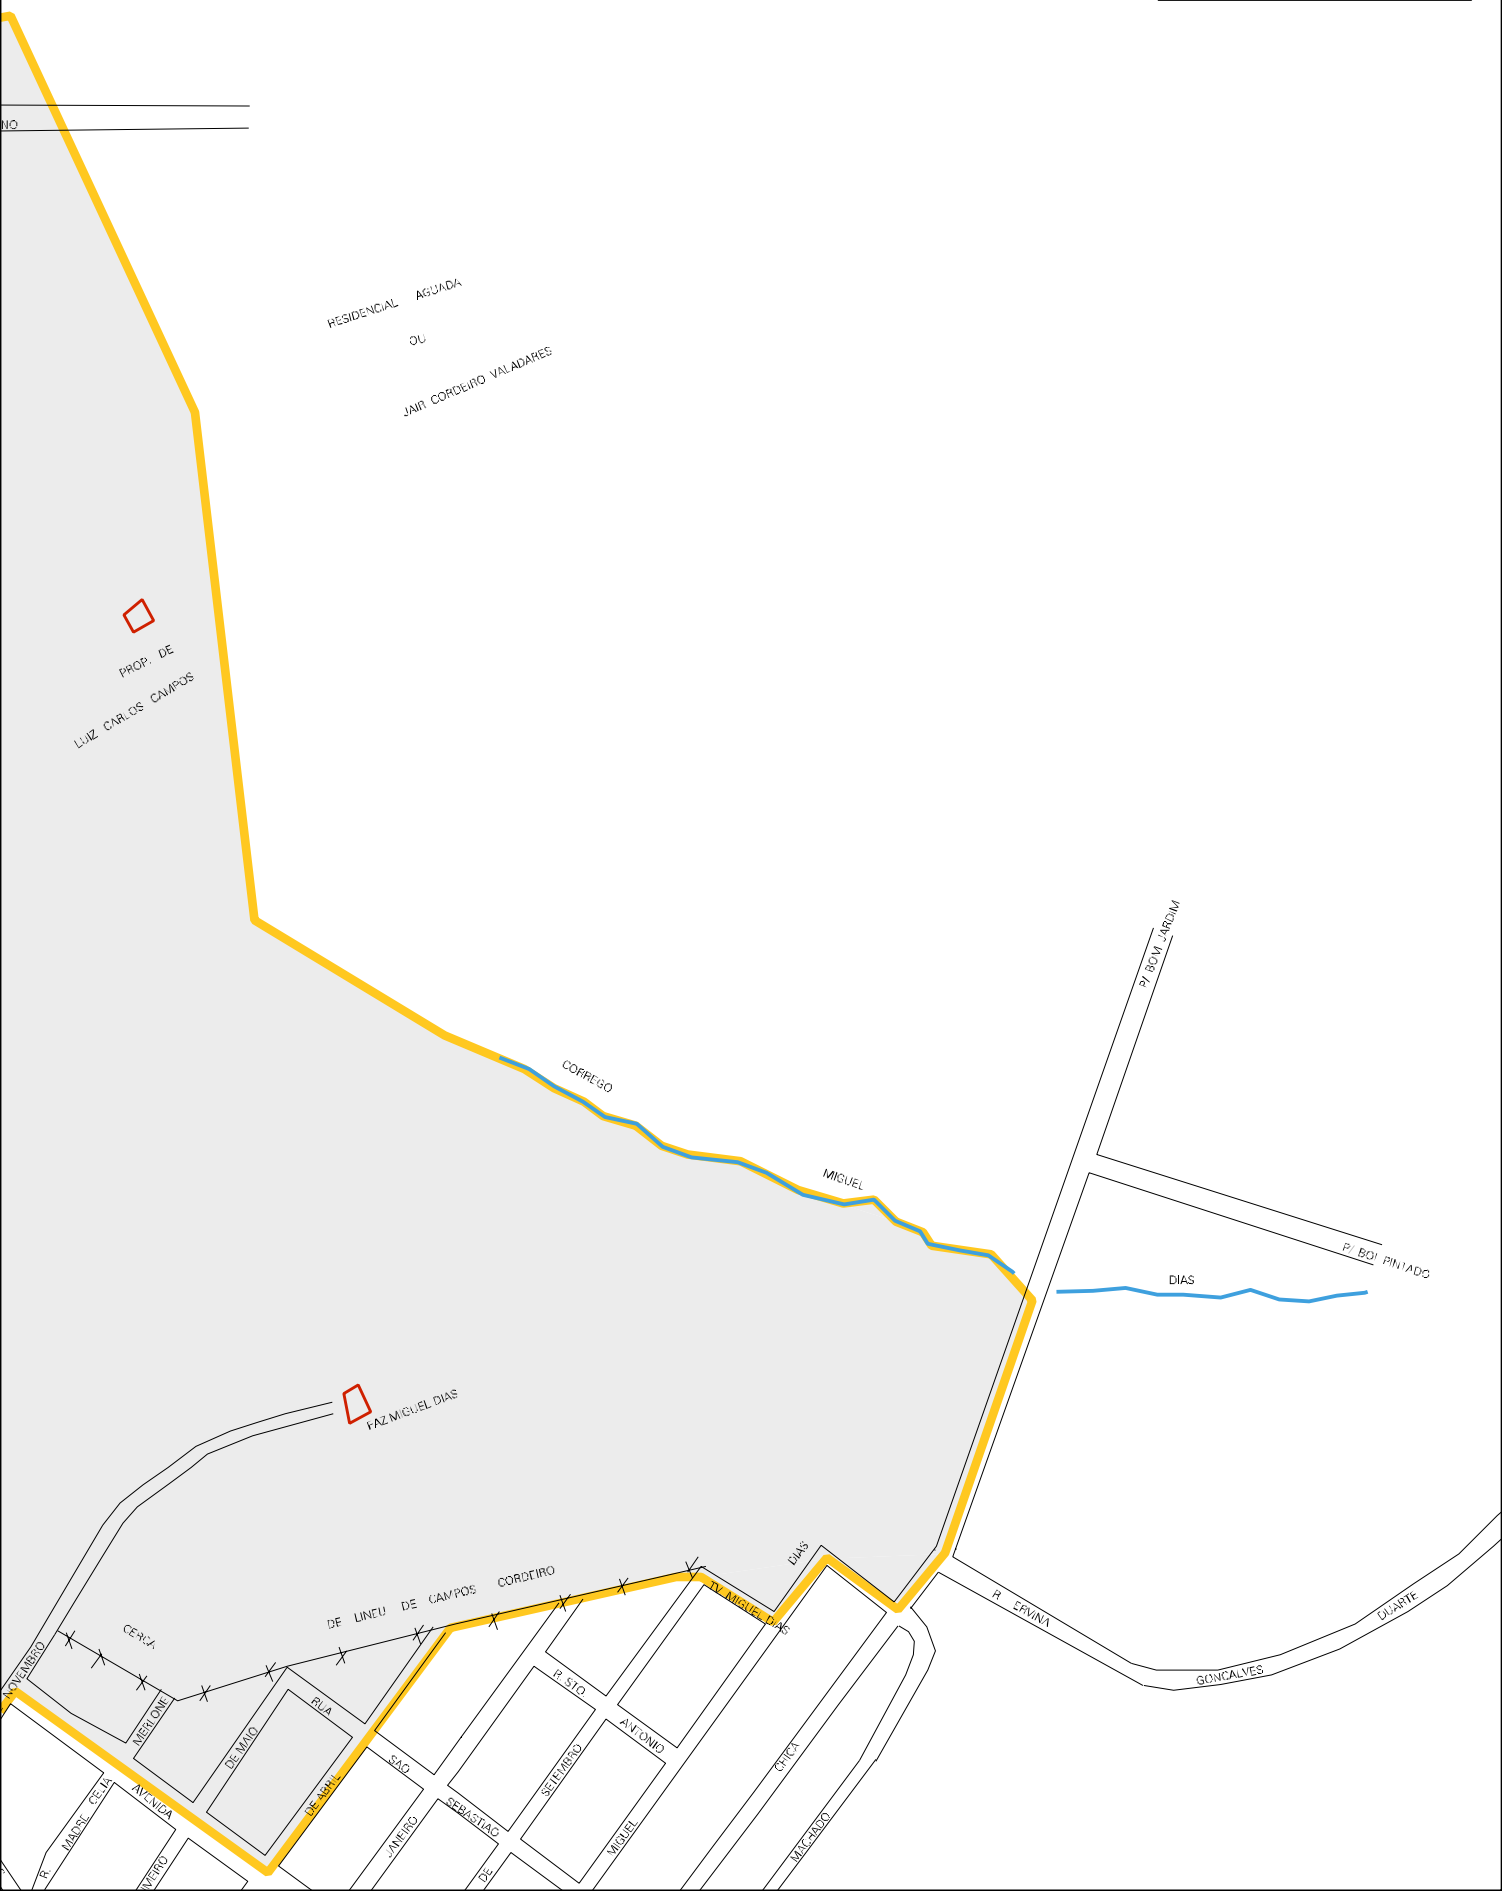 NO
RESIDENCIAL AGUADA
OU
JAIR CORDEIRO VALADARES
PROP. DE
LUIZ CARLOS CAMPOS
P/ BOM JARDIM
CORREGO
MIGUEL
P/ BOI PINTADO
DIAS
FAZ MIGUEL DIAS
DIAS
DE LINEU DE CAMPOS CORDEIRO
TV. MIGUEL DIAS
R. ERVINA
DUARTE
GONCALVES
CERCA
NOVEMBRO
MERLONE
RUA
DE MAIO
R. STO.
ANTONIO
SAO
SETEMBRO
CHICA
DE ABRIL
AVENIDA
R. MADRE CELIA
SEBASTIAO
JANEIRO
MIGUEL
MACHADO
DE